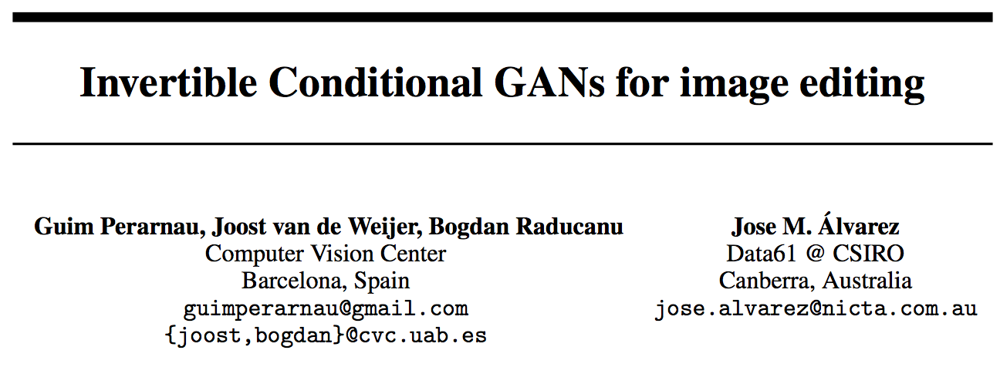 Invertible Conditional GANs for image editing
Guim Perarnau, Joost van de Weijer, Bogdan Raducanu
Computer Vision Center
Barcelona, Spain
guimperarnau@gmail.com
{joost,bogdan}@cvc.uab.es
Jose M. Álvarez
Data61 @ CSIRO
Canberra, Australia
jose.alvarez@nicta.com.au